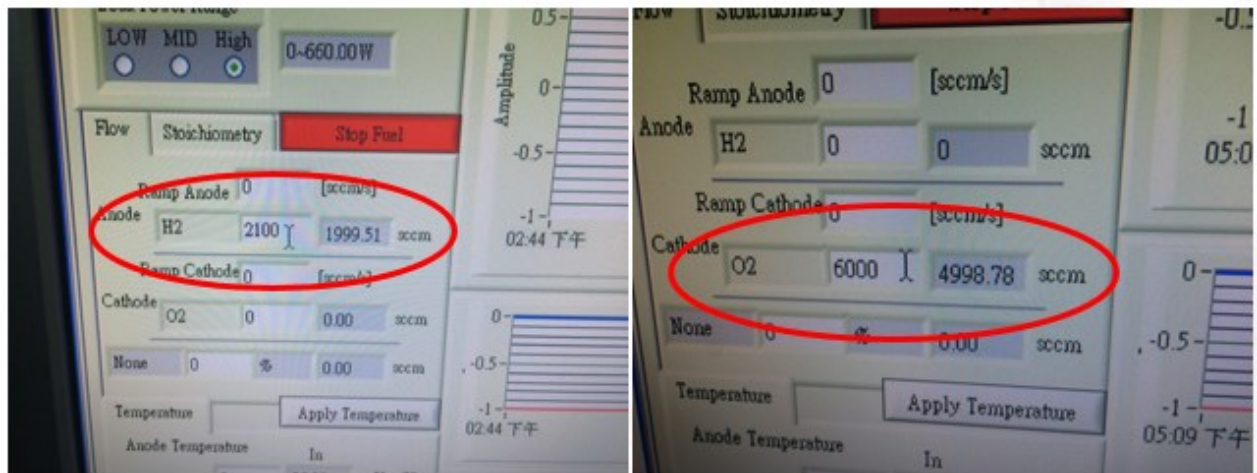 LOW MID High
0~660.00W
Flow Stoichiometry Stop Fuel
Ramp Anode 0 [sccm/s]
Anode H2 2100 1999.51 sccm
Ramp Cathode 0 [sccm/s]
Cathode O2 0 0.00 sccm
None 0 % 0.00 sccm
Temperature Apply Temperature
Anode Temperature In
Amplitude
0.5
0
-0.5
-1
02:44 下午
0
-0.5
-1
02:44 下午
Flow Stoichiometry
Ramp Anode 0 [sccm/s]
Anode H2 0 0 sccm
Ramp Cathode 0 [sccm/s]
Cathode O2 6000 4998.78 sccm
None 0 % 0.00 sccm
Temperature Apply Temperature
Anode Temperature In
-1
0
-0.5
-1
05:09 下午